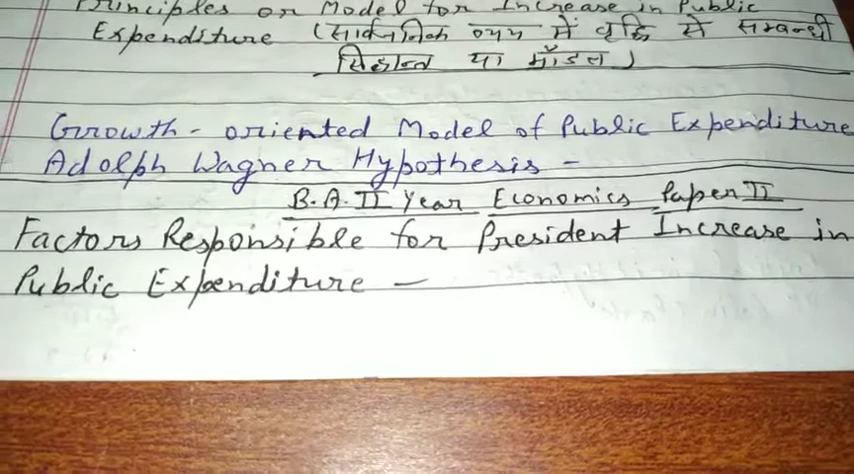 Principles or Model for Increase in Public
Expenditure (सार्वजनिक व्यय में वृद्धि से सम्बन्धी
सिद्धान्त या मॉडल)
Growth - oriented Model of Public Expenditure
Adolph Wagner Hypothesis -
B.A. II Year Economics Paper II
Factors Responsible for President Increase in
Public Expenditure -